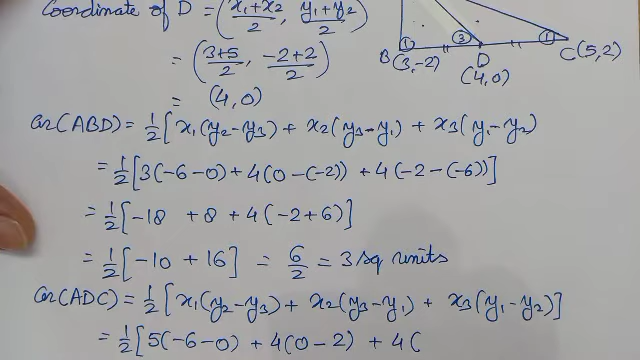 Coordinate of D = (x₁+x₂/2, y₁+y₂/2)
= (3+5/2, -2+2/2)
= (4,0)
① ③ ①
B(3,-2) D C(5,2)
(4,0)
ar(ABD) = 1/2[x₁(y₂-y₃) + x₂(y₃-y₁) + x₃(y₁-y₂)
= 1/2[3(-6-0) + 4(0-(-2)) + 4(-2-(-6))]
= 1/2[-18 +8 + 4(-2+6)]
= 1/2[-10 + 16] = 6/2 = 3 sq units
ar(ADC) = 1/2[x₁(y₂-y₃) + x₂(y₃-y₁) + x₃(y₁-y₂)]
= 1/2[5(-6-0) + 4(0-2) + 4(